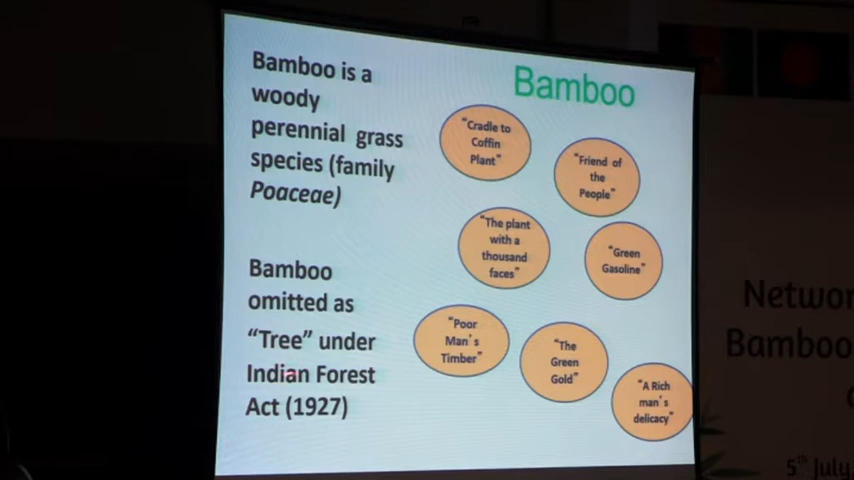 Bamboo is a
woody
perennial grass
species (family
Poaceae)
Bamboo
omitted as
“Tree” under
Indian Forest
Act (1927)
Bamboo
“Cradle to
Coffin
Plant”
“Friend of
the
People”
“The plant
with a
thousand
faces”
“Green
Gasoline”
“Poor
Man’s
Timber”
“The
Green
Gold”
“A Rich
man’s
delicacy”
Bamboo
5th July,